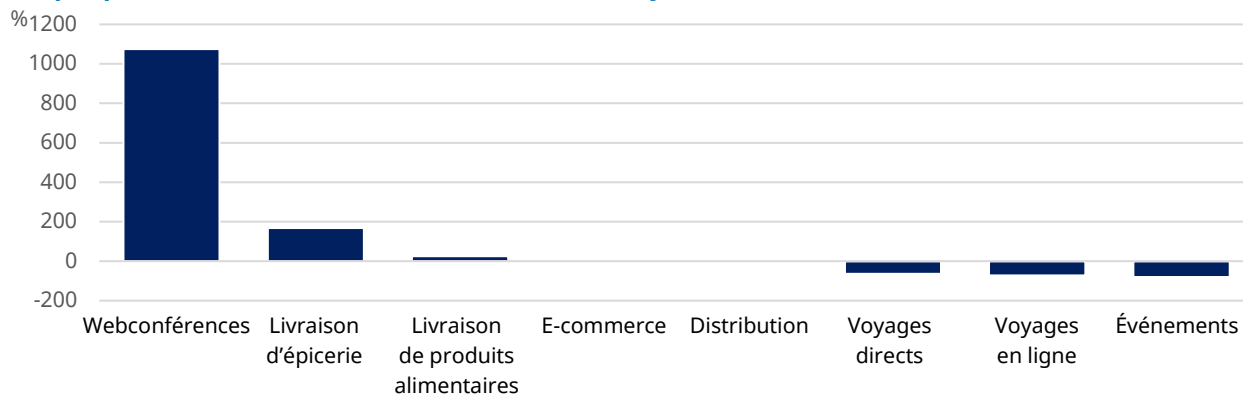 %
1200
1000
800
600
400
200
0
-200
Webconférences
Livraison
d’épicerie
Livraison
de produits
alimentaires
E-commerce
Distribution
Voyages
directs
Voyages
en ligne
Événements